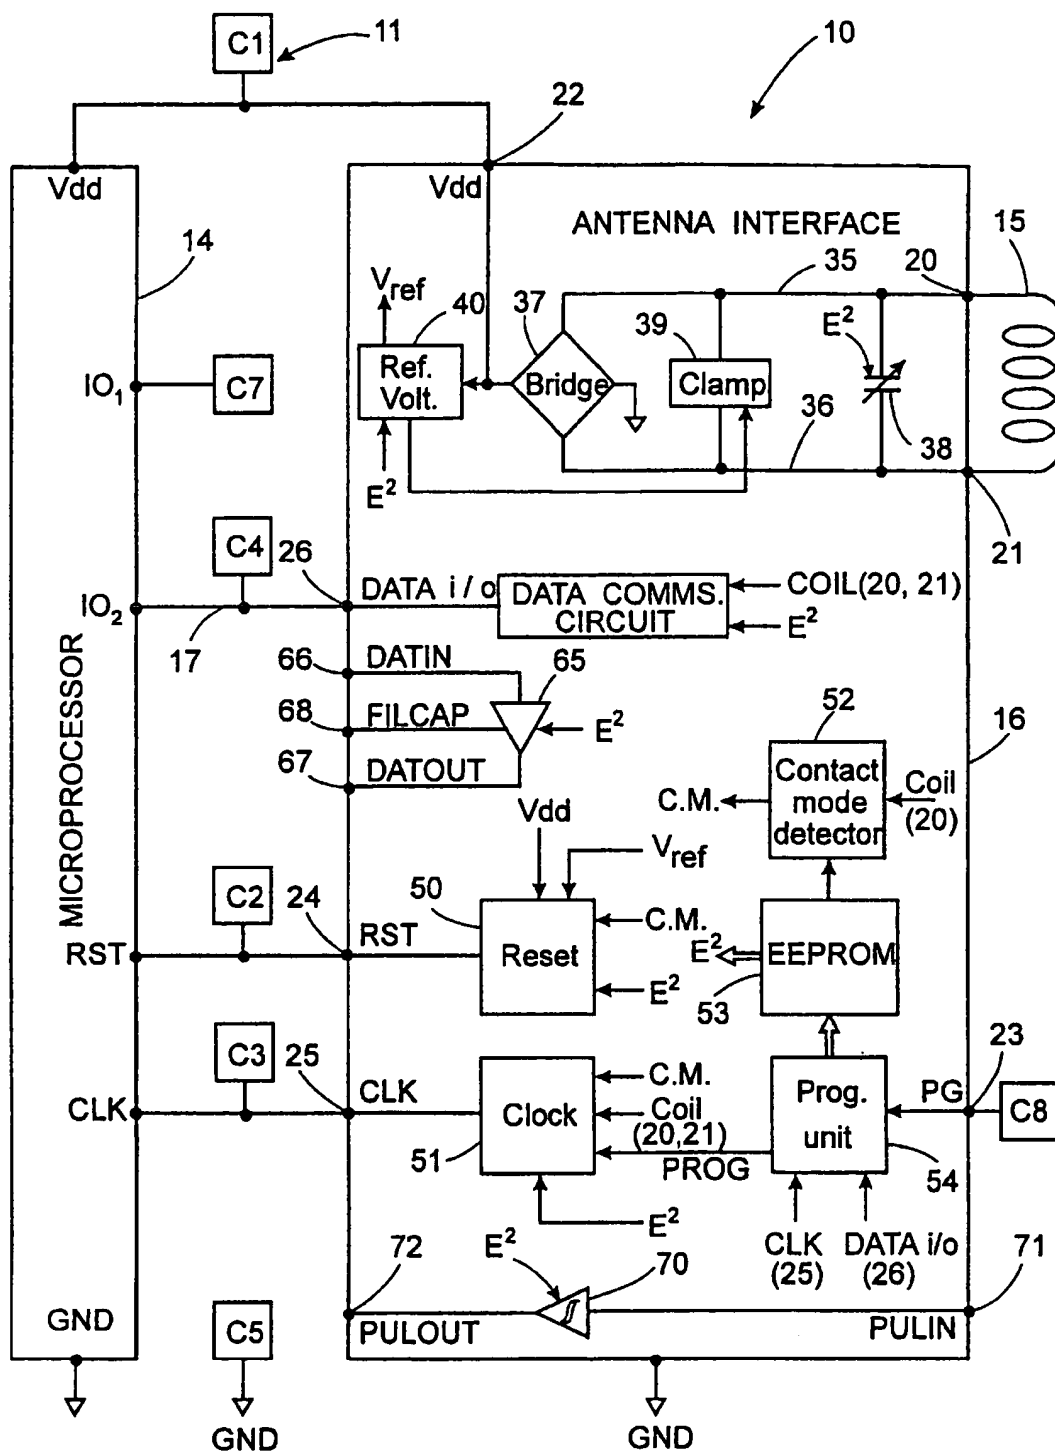 C1
11
10
22
Vdd
Vdd
ANTENNA INTERFACE
14
35
20
15
Vref
40
37
39
E²
Ref.
Volt.
Bridge
Clamp
IO₁
C7
36
38
E²
21
C4
26
DATA i / o
DATA COMMS.
CIRCUIT
COIL(20, 21)
E²
IO₂
17
66
DATIN
65
68
FILCAP
E²
52
16
67
DATOUT
Contact
mode
detector
Coil
(20)
C.M.
Vdd
Vref
MICROPROCESSOR
C2
24
50
RST
RST
Reset
C.M.
E²
E²
EEPROM
53
C3
25
CLK
CLK
Clock
C.M.
Coil
(20,21)
PROG
51
E²
Prog.
unit
PG
23
C8
54
CLK
(25)
DATA i/o
(26)
72
E²
70
71
GND
C5
PULOUT
PULIN
GND
GND